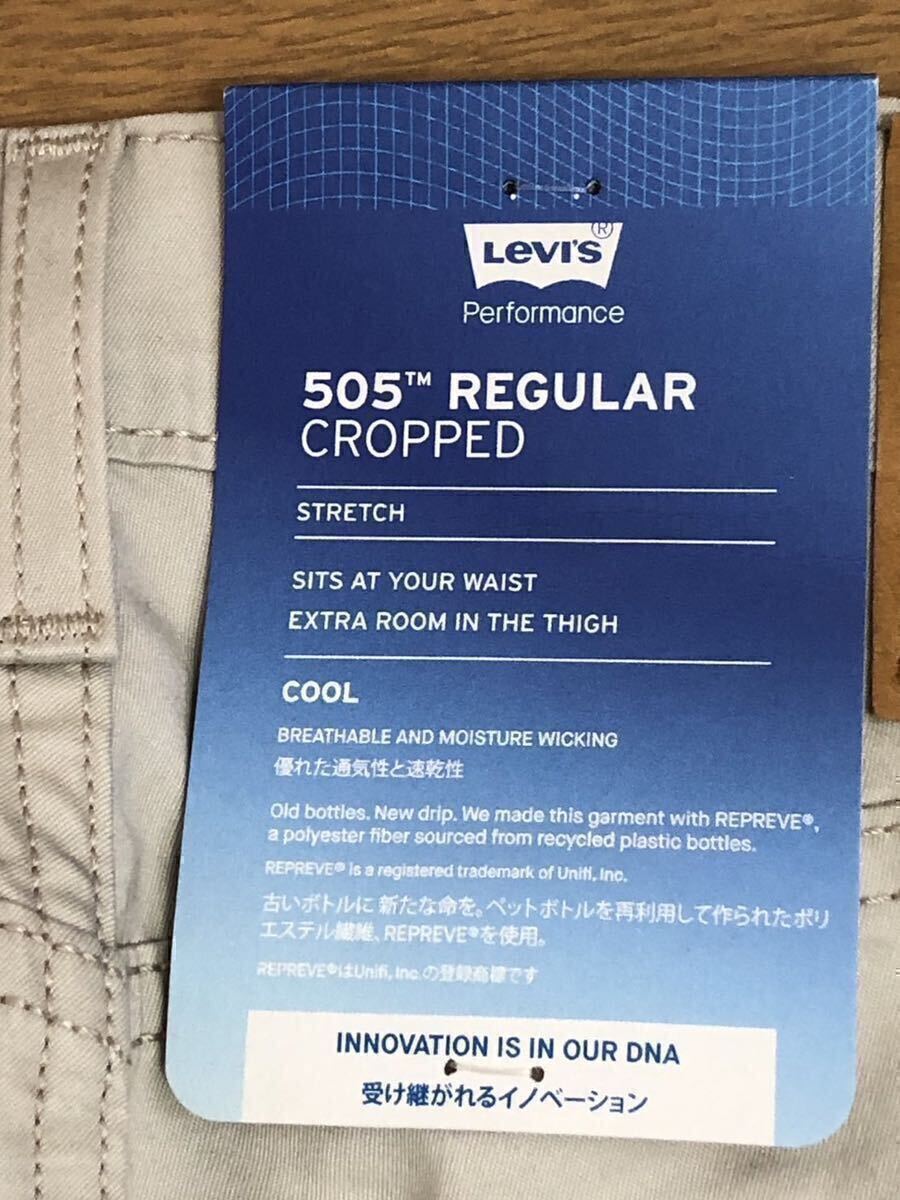 Levi's®
Performance
505™ REGULAR
CROPPED
STRETCH
SITS AT YOUR WAIST
EXTRA ROOM IN THE THIGH
COOL
BREATHABLE AND MOISTURE WICKING
優れた通気性と速乾性
Old bottles. New drip. We made this garment with REPREVE®,
a polyester fiber sourced from recycled plastic bottles.
REPREVE® is a registered trademark of Unifi, Inc.
古いボトルに 新たな命を。ペットボトルを再利用して作られたポリ
エステル繊維、REPREVE®を使用。
REPREVE®はUnifi, Inc.の登録商標です
INNOVATION IS IN OUR DNA
受け継がれるイノベーション